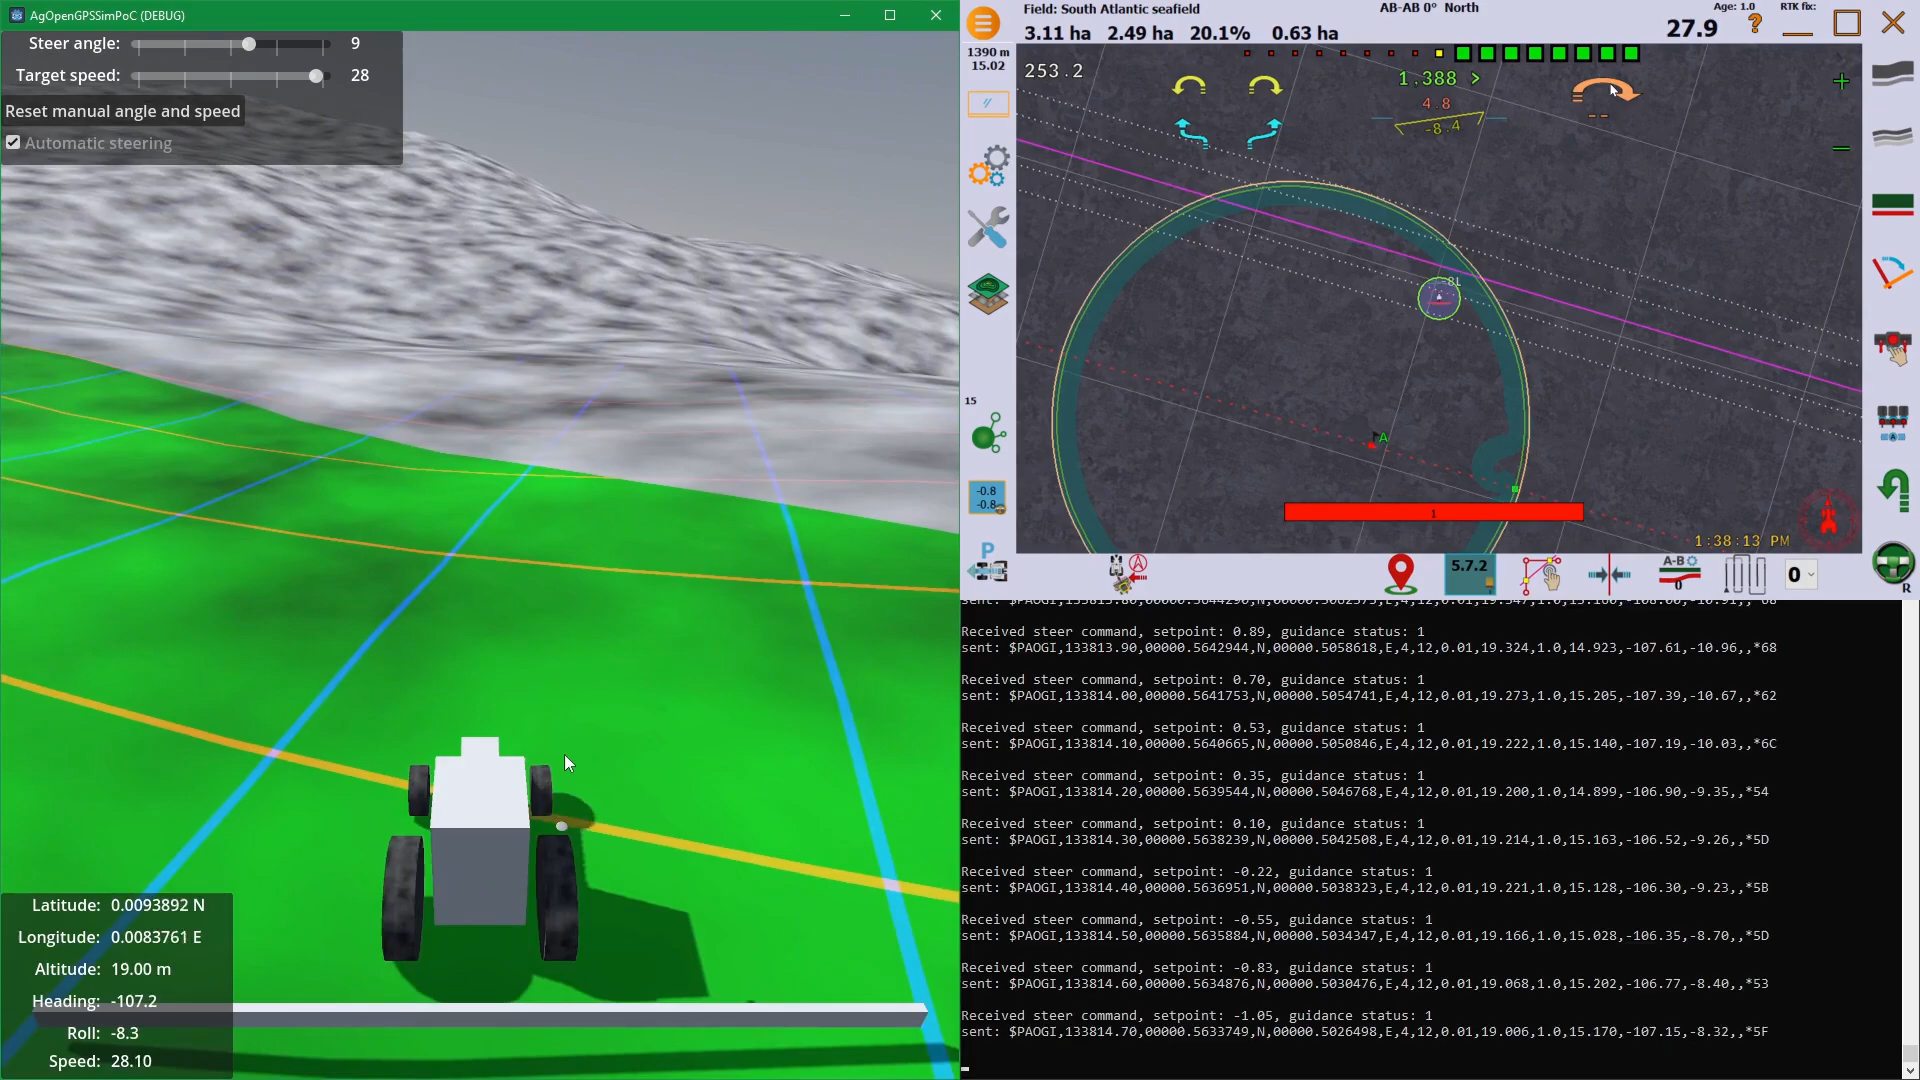 AgOpenGPSSimPoC (DEBUG)
Steer angle: 9
Target speed: 28
Reset manual angle and speed
Automatic steering
Latitude: 0.0093892 N
Longitude: 0.0083761 E
Altitude: 19.00 m
Heading: -107.2
Roll: -8.3
Speed: 28.10
Field: South Atlantic seafield
AB-AB 0° North
Age: 1.0
RTK fix:
3.11 ha 2.49 ha 20.1% 0.63 ha
27.9
?
1390 m
15.02
253.2
1.388 >
4.8
-8.4
--
-8L
A
15
-0.8
-0.8
P
1
1:38:13 PM
A
5.7.2
A-B
0
0
R
Received steer command, setpoint: 0.89, guidance status: 1
sent: $PAOGI,133813.90,00000.5642944,N,00000.5058618,E,4,12,0.01,19.324,1.0,14.923,-107.61,-10.96,,*68
Received steer command, setpoint: 0.70, guidance status: 1
sent: $PAOGI,133814.00,00000.5641753,N,00000.5054741,E,4,12,0.01,19.273,1.0,15.205,-107.39,-10.67,,*62
Received steer command, setpoint: 0.53, guidance status: 1
sent: $PAOGI,133814.10,00000.5640665,N,00000.5050846,E,4,12,0.01,19.222,1.0,15.140,-107.19,-10.03,,*6C
Received steer command, setpoint: 0.35, guidance status: 1
sent: $PAOGI,133814.20,00000.5639544,N,00000.5046768,E,4,12,0.01,19.200,1.0,14.899,-106.90,-9.35,,*54
Received steer command, setpoint: 0.10, guidance status: 1
sent: $PAOGI,133814.30,00000.5638239,N,00000.5042508,E,4,12,0.01,19.214,1.0,15.163,-106.52,-9.26,,*5D
Received steer command, setpoint: -0.22, guidance status: 1
sent: $PAOGI,133814.40,00000.5636951,N,00000.5038323,E,4,12,0.01,19.221,1.0,15.128,-106.30,-9.23,,*5B
Received steer command, setpoint: -0.55, guidance status: 1
sent: $PAOGI,133814.50,00000.5635884,N,00000.5034347,E,4,12,0.01,19.166,1.0,15.028,-106.35,-8.70,,*5D
Received steer command, setpoint: -0.83, guidance status: 1
sent: $PAOGI,133814.60,00000.5634876,N,00000.5030476,E,4,12,0.01,19.068,1.0,15.202,-106.77,-8.40,,*53
Received steer command, setpoint: -1.05, guidance status: 1
sent: $PAOGI,133814.70,00000.5633749,N,00000.5026498,E,4,12,0.01,19.006,1.0,15.170,-107.15,-8.32,,*5F